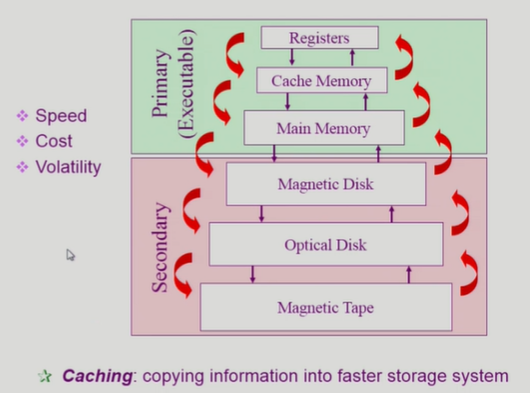 Speed
Cost
Volatility
Primary
(Executable)
Registers
Cache Memory
Main Memory
Secondary
Magnetic Disk
Optical Disk
Magnetic Tape
Caching: copying information into faster storage system